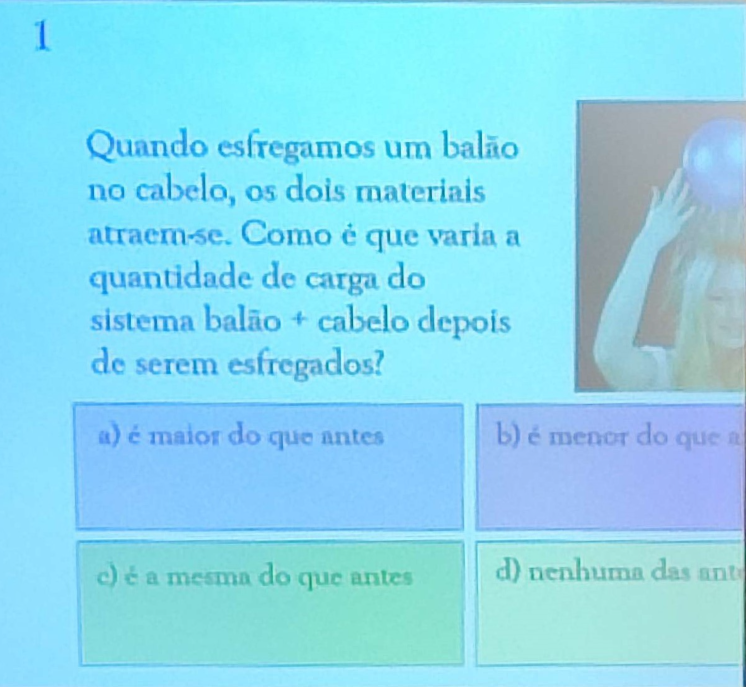 1
Quando esfregamos um balão
no cabelo, os dois materiais
atraem-se. Como é que varia a
quantidade de carga do
sistema balão + cabelo depois
de serem esfregados?
a) é maior do que antes
b) é menor do que a
c) é a mesma do que antes
d) nenhuma das ant